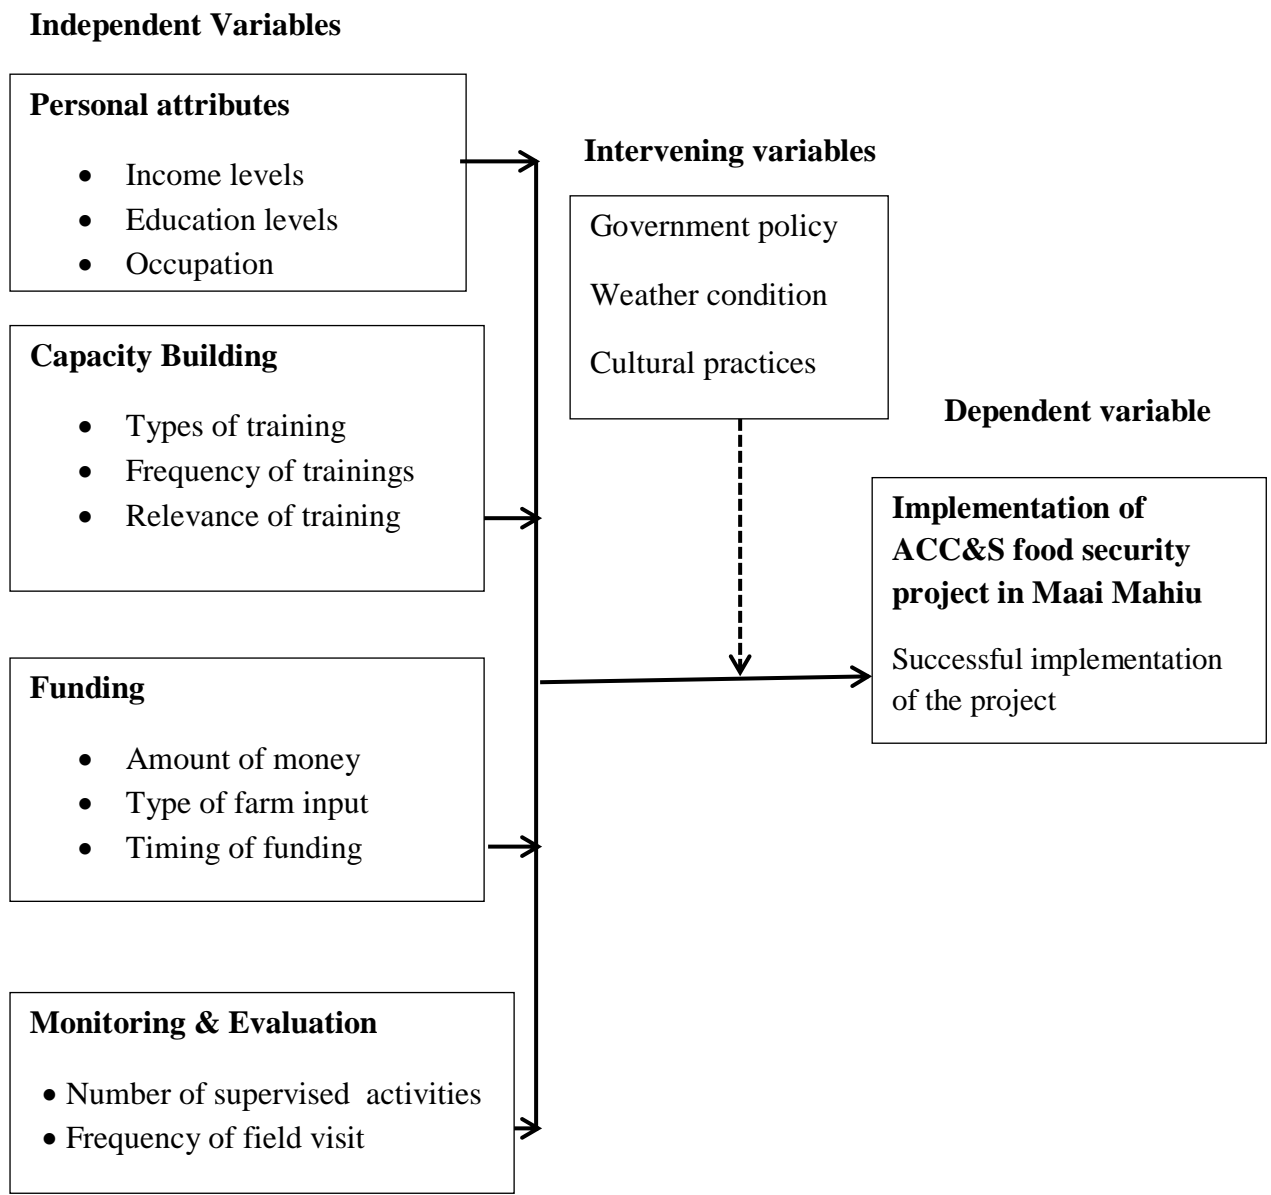 Independent Variables
Personal attributes
• Income levels
• Education levels
• Occupation
Capacity Building
• Types of training
• Frequency of trainings
• Relevance of training
Funding
• Amount of money
• Type of farm input
• Timing of funding
Monitoring & Evaluation
• Number of supervised activities
• Frequency of field visit
Intervening variables
Government policy
Weather condition
Cultural practices
Dependent variable
Implementation of
ACC&S food security
project in Maai Mahiu
Successful implementation
of the project